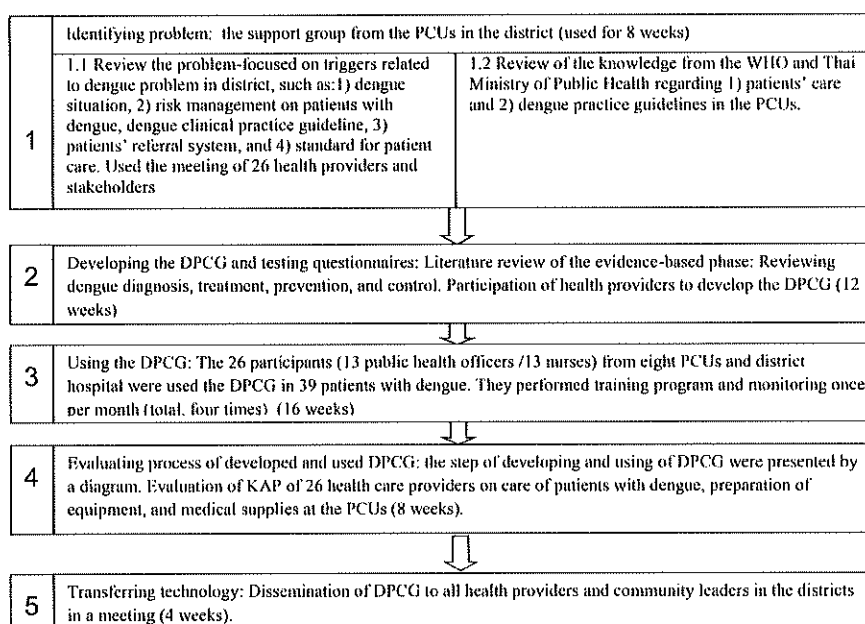 Identifying problem: the support group from the PCUs in the district (used for 8 weeks)
1
1.1 Review the problem-focused on triggers related
to dengue problem in district, such as:1) dengue
situation, 2) risk management on patients with
dengue, dengue clinical practice guideline, 3)
patients' referral system, and 4) standard for patient
care. Used the meeting of 26 health providers and
stakeholders
1.2 Review of the knowledge from the WHO and Thai
Ministry of Public Health regarding 1) patients' care
and 2) dengue practice guidelines in the PCUs.
2
Developing the DPCG and testing questionnaires: Literature review of the evidence-based phase: Reviewing
dengue diagnosis, treatment, prevention, and control. Participation of health providers to develop the DPCG (12
weeks)
3
Using the DPCG: The 26 participants (13 public health officers /13 nurses) from eight PCUs and district
hospital were used the DPCG in 39 patients with dengue. They performed training program and monitoring once
per month (total, four times) (16 weeks)
4
Evaluating process of developed and used DPCG: the step of developing and using of DPCG were presented by
a diagram. Evaluation of KAP of 26 health care providers on care of patients with dengue, preparation of
equipment, and medical supplies at the PCUs (8 weeks).
5
Transferring technology: Dissemination of DPCG to all health providers and community leaders in the districts
in a meeting (4 weeks).